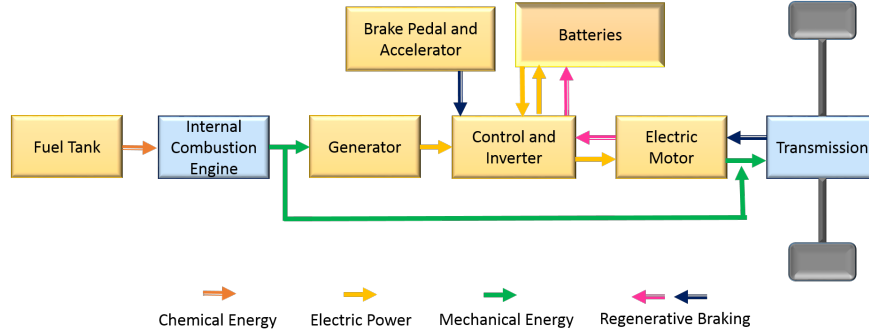 Brake Pedal and
Accelerator
Batteries
Fuel Tank
Internal
Combustion
Engine
Generator
Control and
Inverter
Electric
Motor
Transmission
Chemical Energy
Electric Power
Mechanical Energy
Regenerative Braking